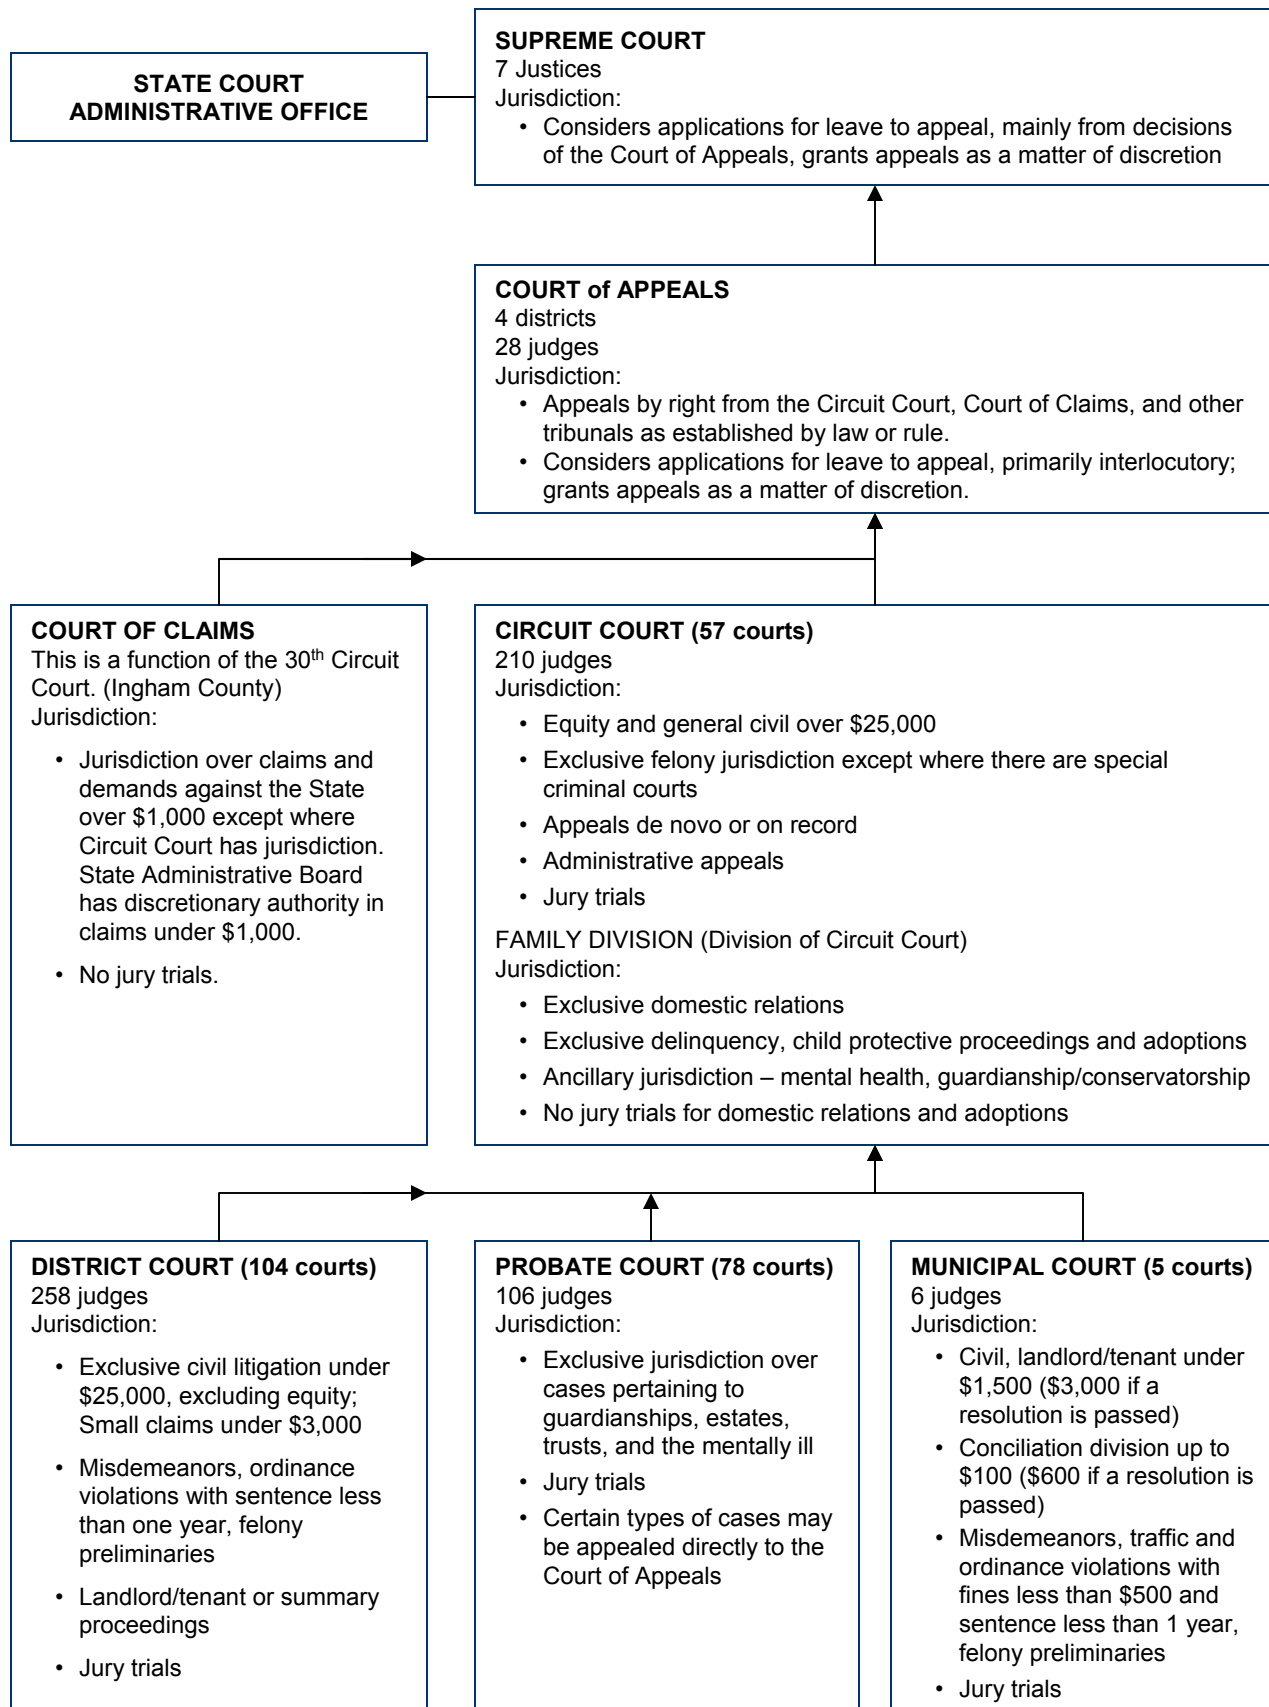 STATE COURT
ADMINISTRATIVE OFFICE
SUPREME COURT
7 Justices
Jurisdiction:
• Considers applications for leave to appeal, mainly from decisions
of the Court of Appeals, grants appeals as a matter of discretion
COURT of APPEALS
4 districts
28 judges
Jurisdiction:
• Appeals by right from the Circuit Court, Court of Claims, and other
tribunals as established by law or rule.
• Considers applications for leave to appeal, primarily interlocutory;
grants appeals as a matter of discretion.
COURT OF CLAIMS
This is a function of the 30th Circuit
Court. (Ingham County)
Jurisdiction:
• Jurisdiction over claims and
demands against the State
over $1,000 except where
Circuit Court has jurisdiction.
State Administrative Board
has discretionary authority in
claims under $1,000.
• No jury trials.
CIRCUIT COURT (57 courts)
210 judges
Jurisdiction:
• Equity and general civil over $25,000
• Exclusive felony jurisdiction except where there are special
criminal courts
• Appeals de novo or on record
• Administrative appeals
• Jury trials
FAMILY DIVISION (Division of Circuit Court)
Jurisdiction:
• Exclusive domestic relations
• Exclusive delinquency, child protective proceedings and adoptions
• Ancillary jurisdiction – mental health, guardianship/conservatorship
• No jury trials for domestic relations and adoptions
DISTRICT COURT (104 courts)
258 judges
Jurisdiction:
• Exclusive civil litigation under
$25,000, excluding equity;
Small claims under $3,000
• Misdemeanors, ordinance
violations with sentence less
than one year, felony
preliminaries
• Landlord/tenant or summary
proceedings
• Jury trials
PROBATE COURT (78 courts)
106 judges
Jurisdiction:
• Exclusive jurisdiction over
cases pertaining to
guardianships, estates,
trusts, and the mentally ill
• Jury trials
• Certain types of cases may
be appealed directly to the
Court of Appeals
MUNICIPAL COURT (5 courts)
6 judges
Jurisdiction:
• Civil, landlord/tenant under
$1,500 ($3,000 if a
resolution is passed)
• Conciliation division up to
$100 ($600 if a resolution is
passed)
• Misdemeanors, traffic and
ordinance violations with
fines less than $500 and
sentence less than 1 year,
felony preliminaries
• Jury trials